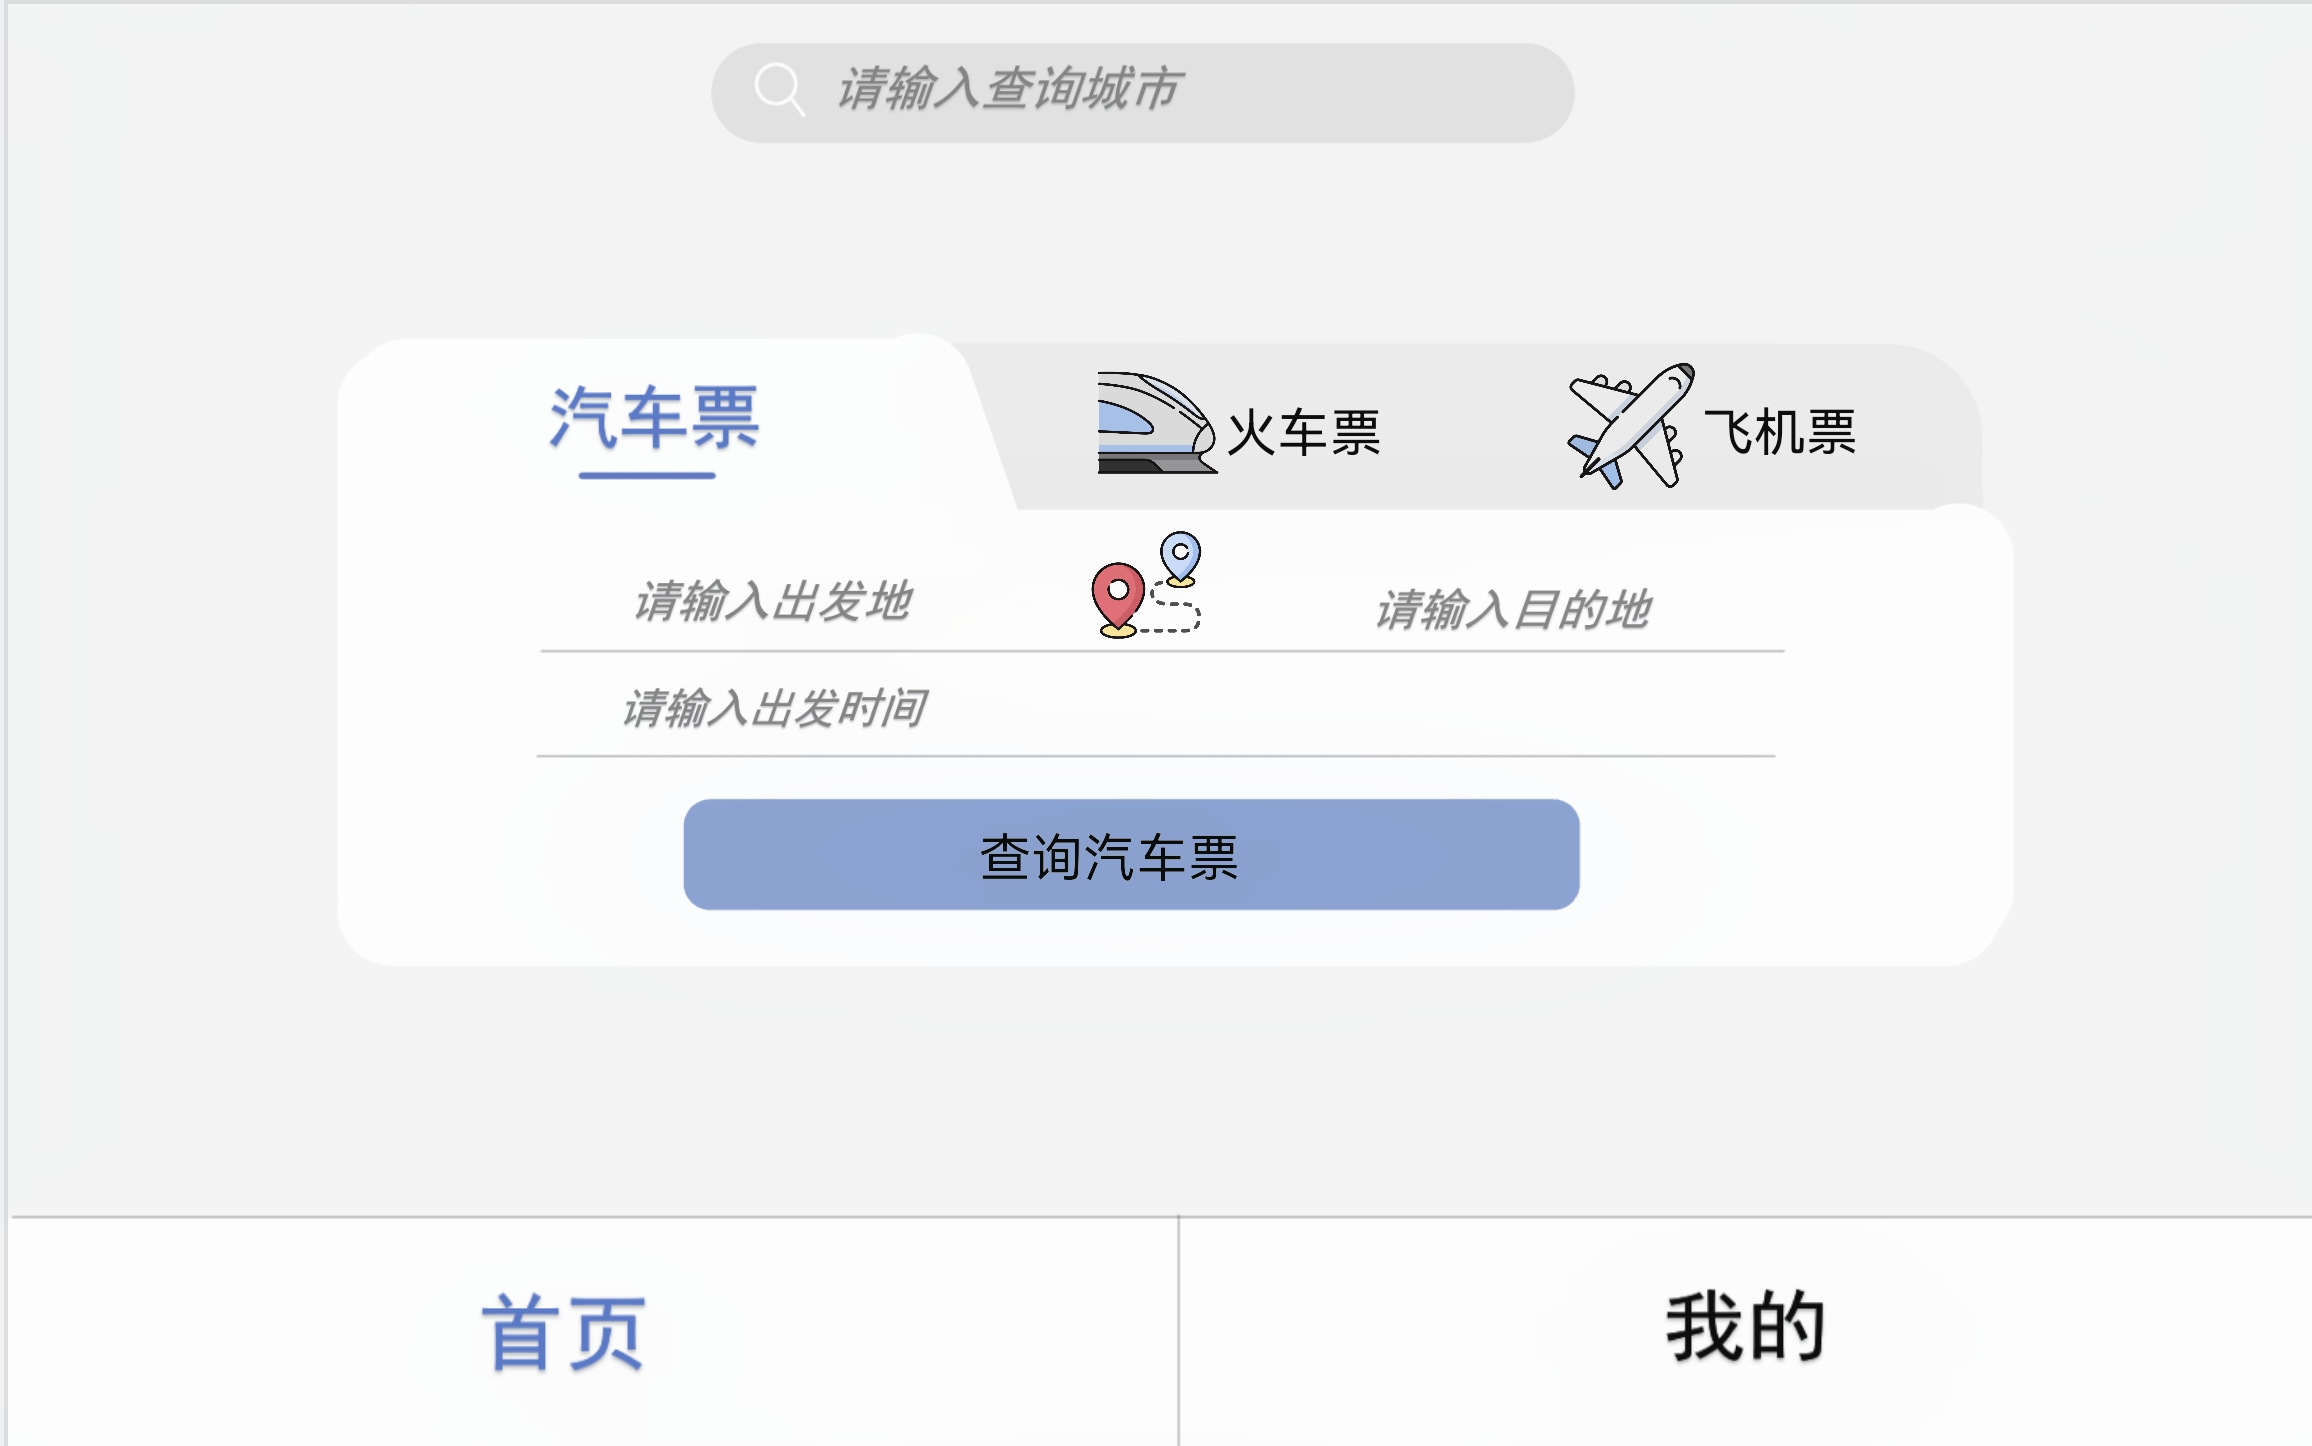 请输入查询城市
汽车票
火车票
飞机票
请输入出发地
请输入目的地
请输入出发时间
查询汽车票
首页
我的